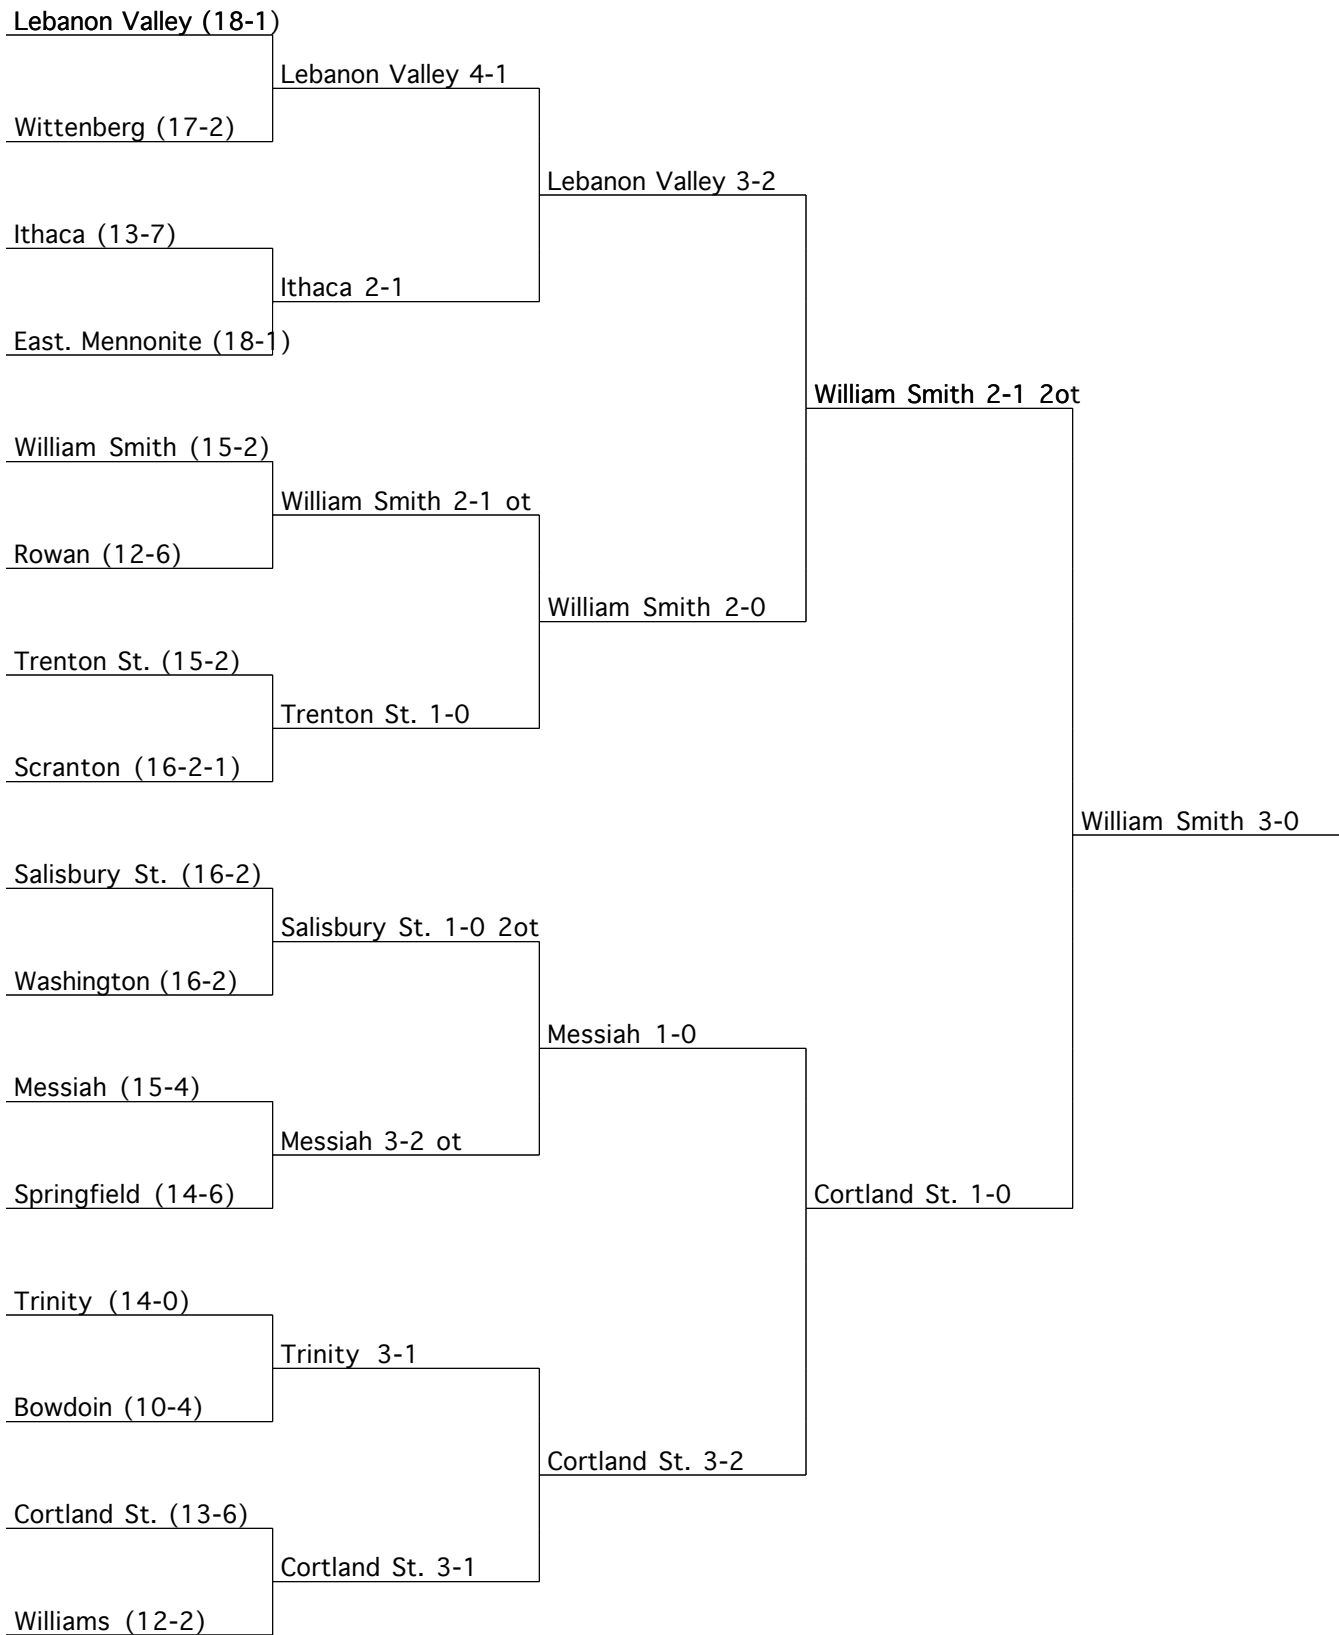 Lebanon Valley (18-1)
Lebanon Valley 4-1
Wittenberg (17-2)
Lebanon Valley 3-2
Ithaca (13-7)
Ithaca 2-1
East. Mennonite (18-1)
William Smith 2-1 2ot
William Smith (15-2)
William Smith 2-1 ot
Rowan (12-6)
William Smith 2-0
Trenton St. (15-2)
Trenton St. 1-0
Scranton (16-2-1)
William Smith 3-0
Salisbury St. (16-2)
Salisbury St. 1-0 2ot
Washington (16-2)
Messiah 1-0
Messiah (15-4)
Messiah 3-2 ot
Springfield (14-6)
Cortland St. 1-0
Trinity (14-0)
Trinity 3-1
Bowdoin (10-4)
Cortland St. 3-2
Cortland St. (13-6)
Cortland St. 3-1
Williams (12-2)